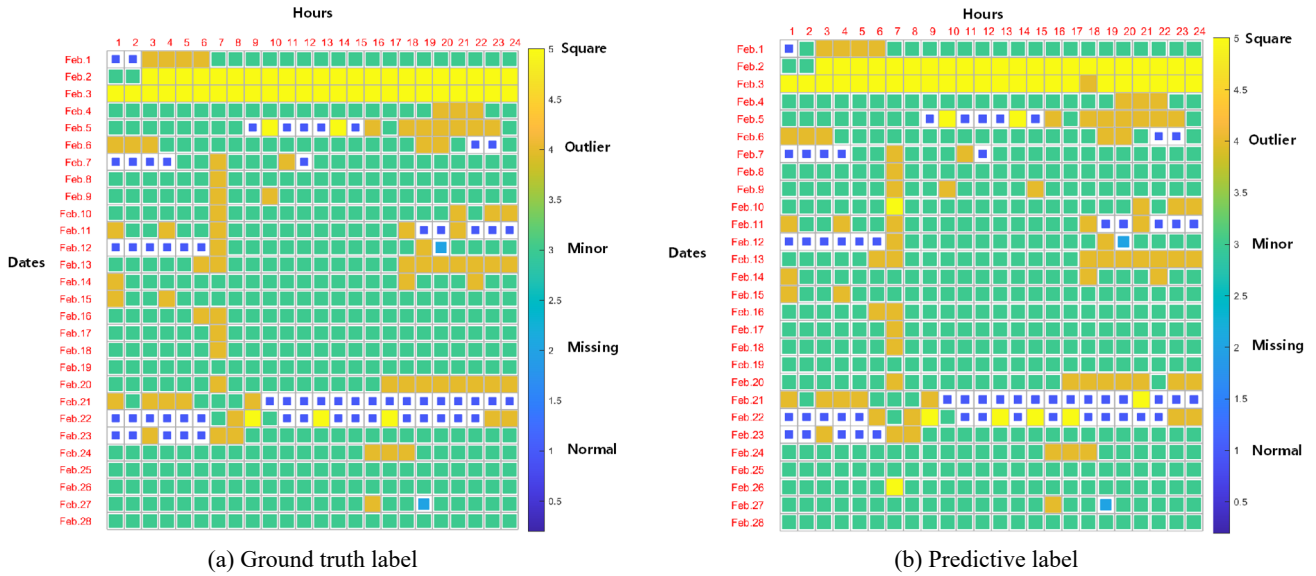 Hours
1 2 3 4 5 6 7 8 9 10 11 12 13 14 15 16 17 18 19 20 21 22 23 24
Feb.1
Feb.2
Feb.3
Feb.4
Feb.5
Feb.6
Feb.7
Feb.8
Feb.9
Feb.10
Feb.11
Feb.12
Feb.13
Feb.14
Feb.15
Feb.16
Feb.17
Feb.18
Feb.19
Feb.20
Feb.21
Feb.22
Feb.23
Feb.24
Feb.25
Feb.26
Feb.27
Feb.28
Dates
5
4.5
4
3.5
3
2.5
2
1.5
1
0.5
Square
Outlier
Minor
Missing
Normal
(a) Ground truth label
Hours
1 2 3 4 5 6 7 8 9 10 11 12 13 14 15 16 17 18 19 20 21 22 23 24
Feb.1
Feb.2
Feb.3
Feb.4
Feb.5
Feb.6
Feb.7
Feb.8
Feb.9
Feb.10
Feb.11
Feb.12
Feb.13
Feb.14
Feb.15
Feb.16
Feb.17
Feb.18
Feb.19
Feb.20
Feb.21
Feb.22
Feb.23
Feb.24
Feb.25
Feb.26
Feb.27
Feb.28
Dates
5
4.5
4
3.5
3
2.5
2
1.5
1
0.5
Square
Outlier
Minor
Missing
Normal
(b) Predictive label